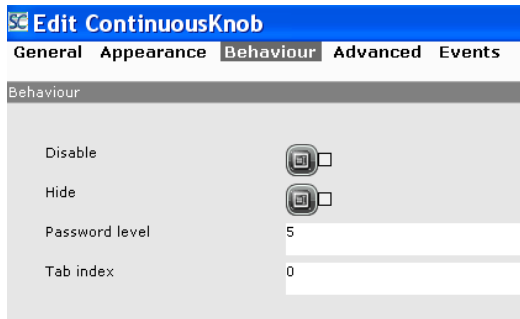 SC Edit ContinuousKnob
General Appearance Behaviour Advanced Events
Behaviour
Disable
Hide
Password level 5
Tab index 0